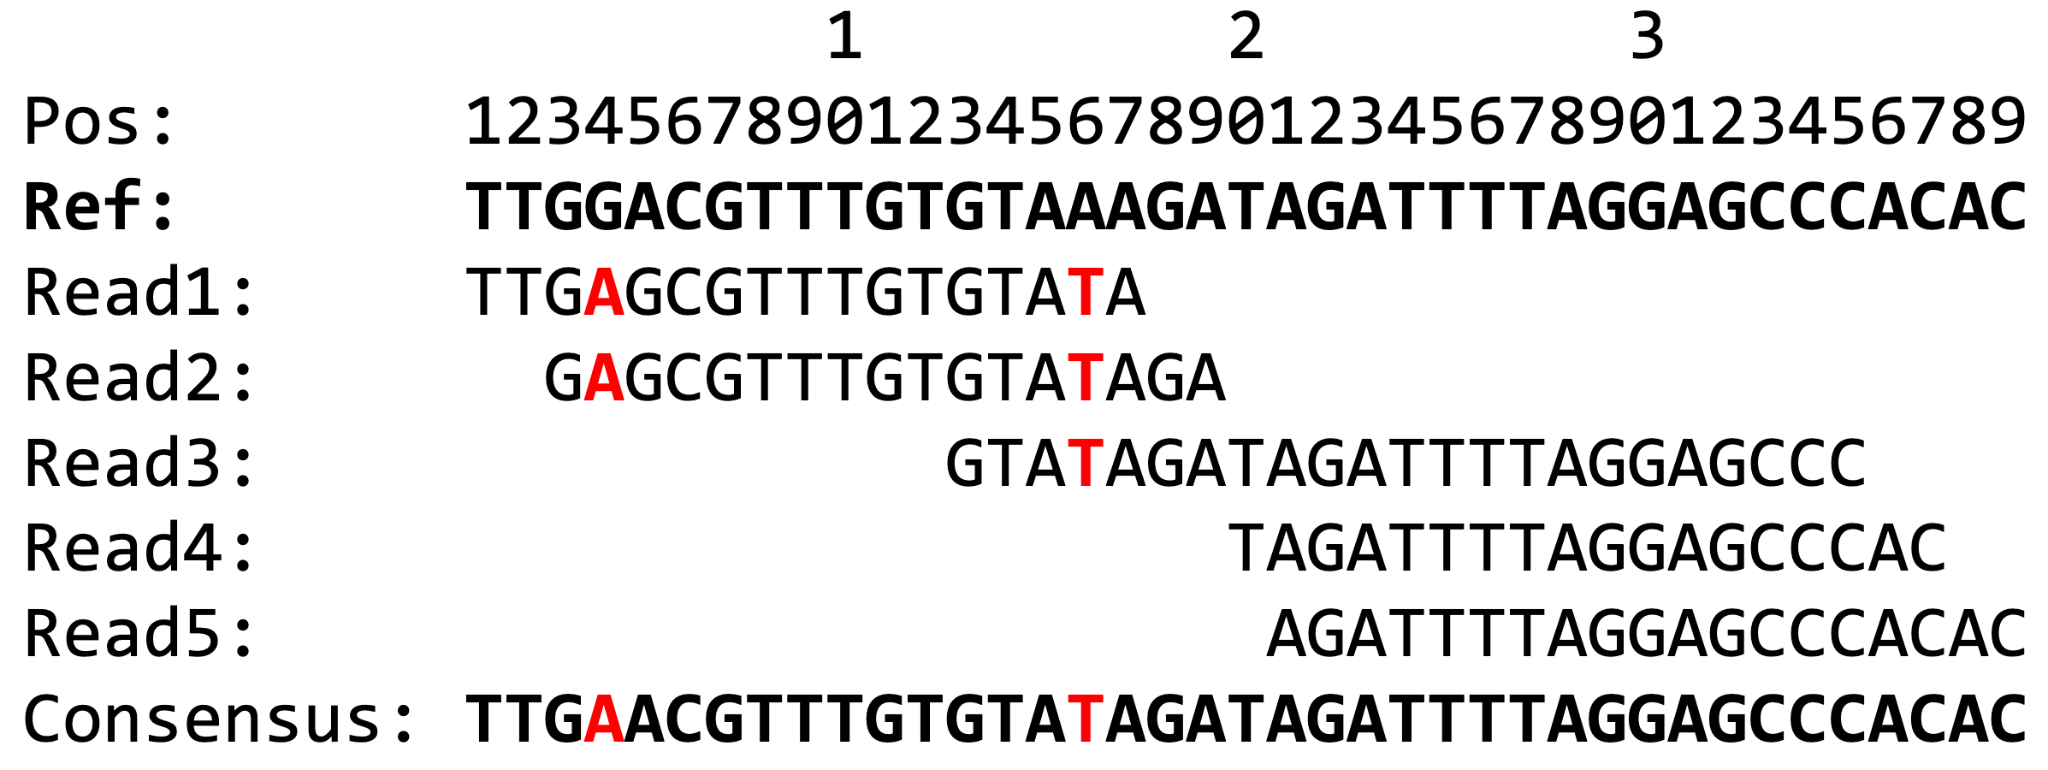 1         2         3
Pos:       123456789012345678901234567890123456789
Ref:       TTGGACGTTTGTGTAAAGATAGATTTTAGGAGCCCACAC
Read1:     TTGAGCGTTTGTGTATA
Read2:       GAGCGTTTGTGTATAGA
Read3:                 GTATAGATAGATTTTAGGAGCCC
Read4:                        TAGATTTTAGGAGCCCAC
Read5:                         AGATTTTAGGAGCCCACAC
Consensus: TTGAACGTTTGTGTATAGATAGATTTTAGGAGCCCACAC